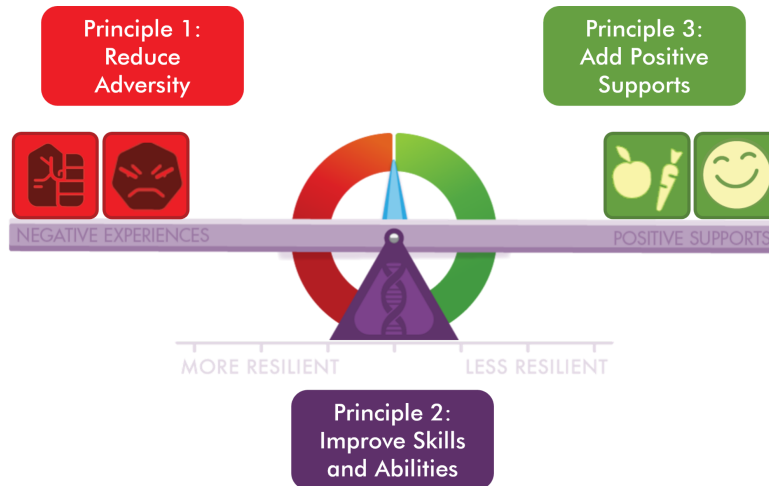 Principle 1:
Reduce
Adversity
Principle 3:
Add Positive
Supports
NEGATIVE EXPERIENCES
POSITIVE SUPPORTS
MORE RESILIENT
LESS RESILIENT
Principle 2:
Improve Skills
and Abilities